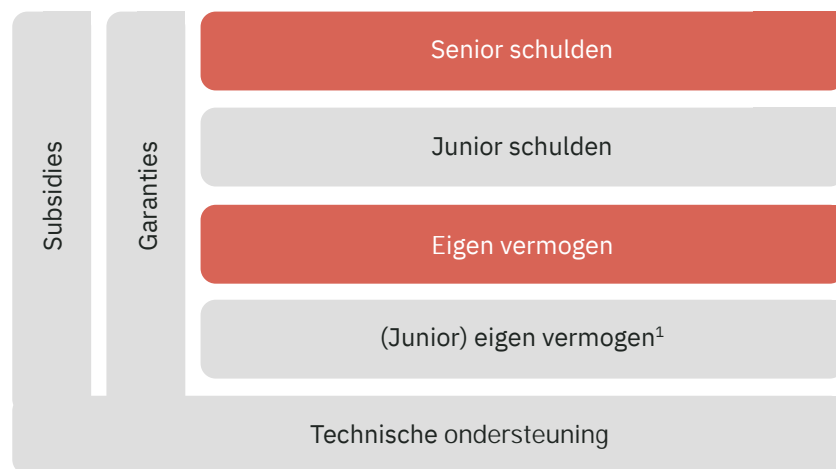 Subsidies
Garanties
Senior schulden
Junior schulden
Eigen vermogen
(Junior) eigen vermogen¹
Technische ondersteuning